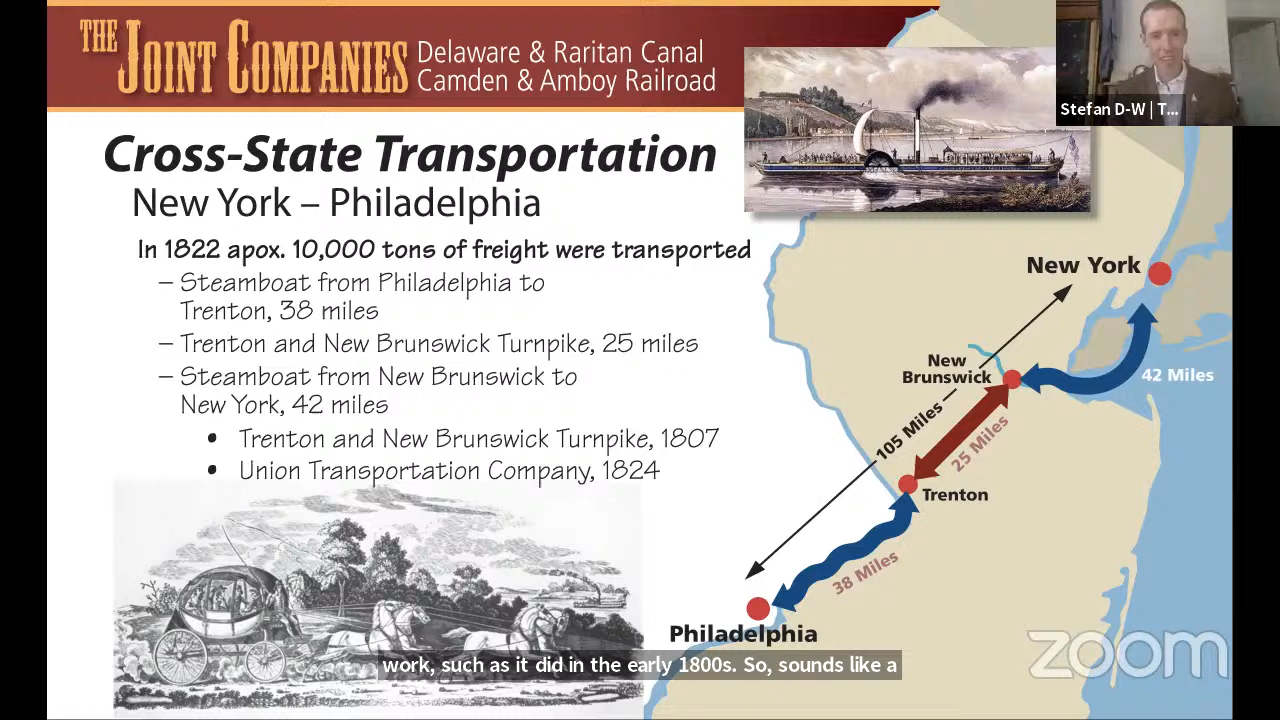 THE JOINT COMPANIES
Delaware & Raritan Canal
Camden & Amboy Railroad
Stefan D-W | T...
Cross-State Transportation
New York – Philadelphia
In 1822 apox. 10,000 tons of freight were transported
– Steamboat from Philadelphia to
Trenton, 38 miles
– Trenton and New Brunswick Turnpike, 25 miles
– Steamboat from New Brunswick to
New York, 42 miles
• Trenton and New Brunswick Turnpike, 1807
• Union Transportation Company, 1824
New York
New
Brunswick
42 Miles
105 Miles
25 Miles
Trenton
38 Miles
Philadelphia
work, such as it did in the early 1800s. So, sounds like a
zoom